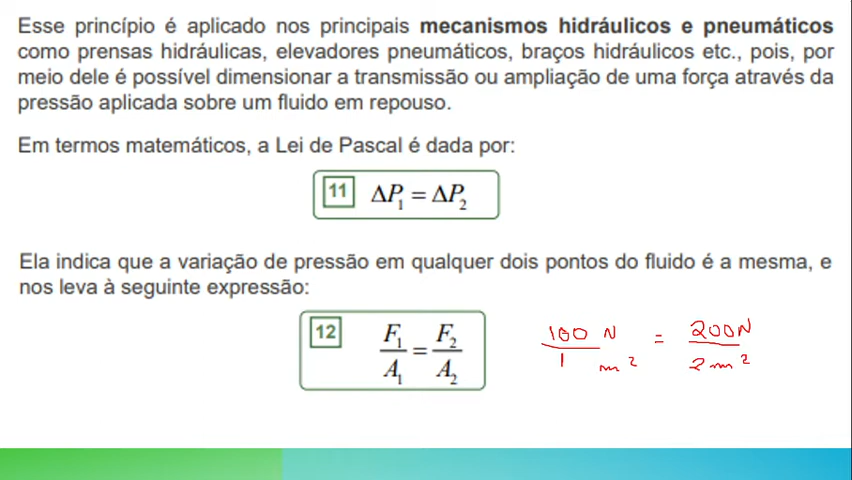 Esse princípio é aplicado nos principais mecanismos hidráulicos e pneumáticos
como prensas hidráulicas, elevadores pneumáticos, braços hidráulicos etc., pois, por
meio dele é possível dimensionar a transmissão ou ampliação de uma força através da
pressão aplicada sobre um fluido em repouso.
Em termos matemáticos, a Lei de Pascal é dada por:
11 ΔP₁ = ΔP₂
Ela indica que a variação de pressão em qualquer dois pontos do fluido é a mesma, e
nos leva à seguinte expressão:
12 F₁/A₁ = F₂/A₂ 100 N/1 m² = 200N/2m²